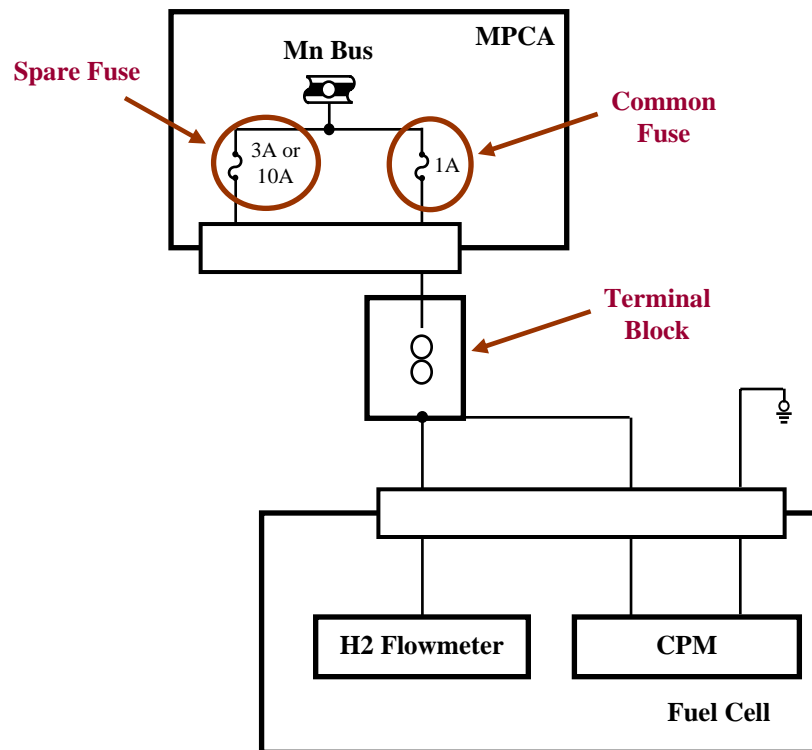 MPCA
Mn Bus
Spare Fuse
Common
Fuse
3A or
10A
1A
Terminal
Block
H2 Flowmeter
CPM
Fuel Cell